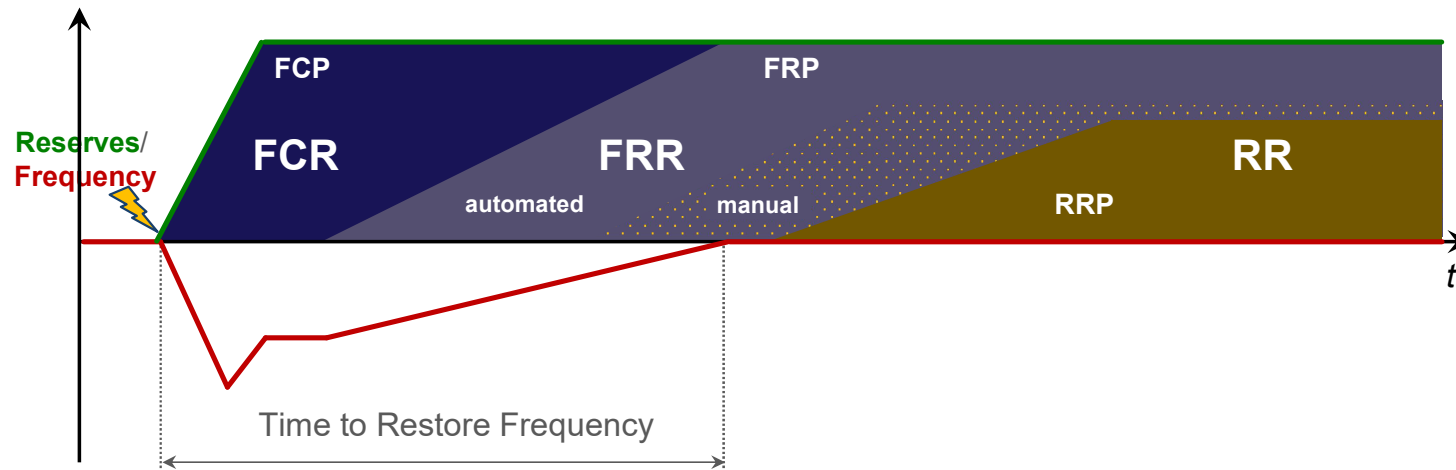 FCP
FRP
Reserves/
Frequency
FCR
FRR
RR
automated
manual
RRP
t
Time to Restore Frequency